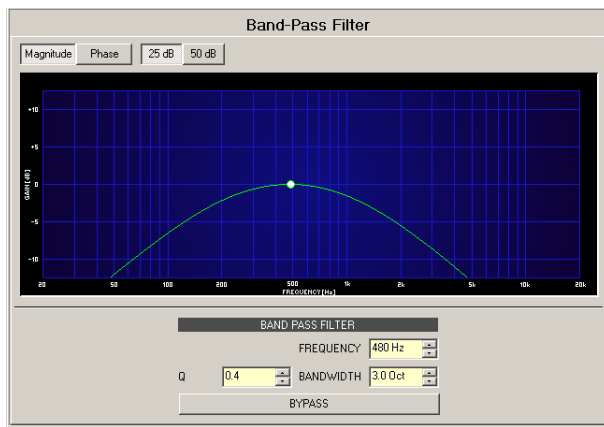 Band-Pass Filter
Magnitude Phase 25 dB 50 dB
+10
+5
0
-5
-10
GAIN[dB]
20 50 100 200 500 1k 2k 5k 10k 20k
FREQUENCY[Hz]
BAND PASS FILTER
FREQUENCY 480 Hz
Q 0.4 BANDWIDTH 3.0 Oct
BYPASS